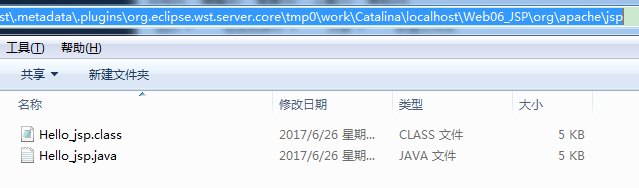 st\.metadata\.plugins\org.eclipse.wst.server.core\tmp0\work\Catalina\localhost\Web06_JSP\org\apache\jsp
工具(T) 帮助(H)
共享 新建文件夹
名称 修改日期 类型 大小
Hello_jsp.class 2017/6/26 星期... CLASS 文件 5 KB
Hello_jsp.java 2017/6/26 星期... JAVA 文件 5 KB